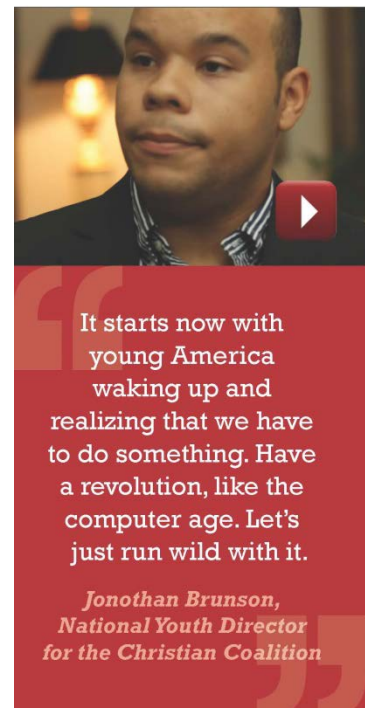 It starts now with
young America
waking up and
realizing that we have
to do something. Have
a revolution, like the
computer age. Let's
just run wild with it.
Jonothan Brunson,
National Youth Director
for the Christian Coalition